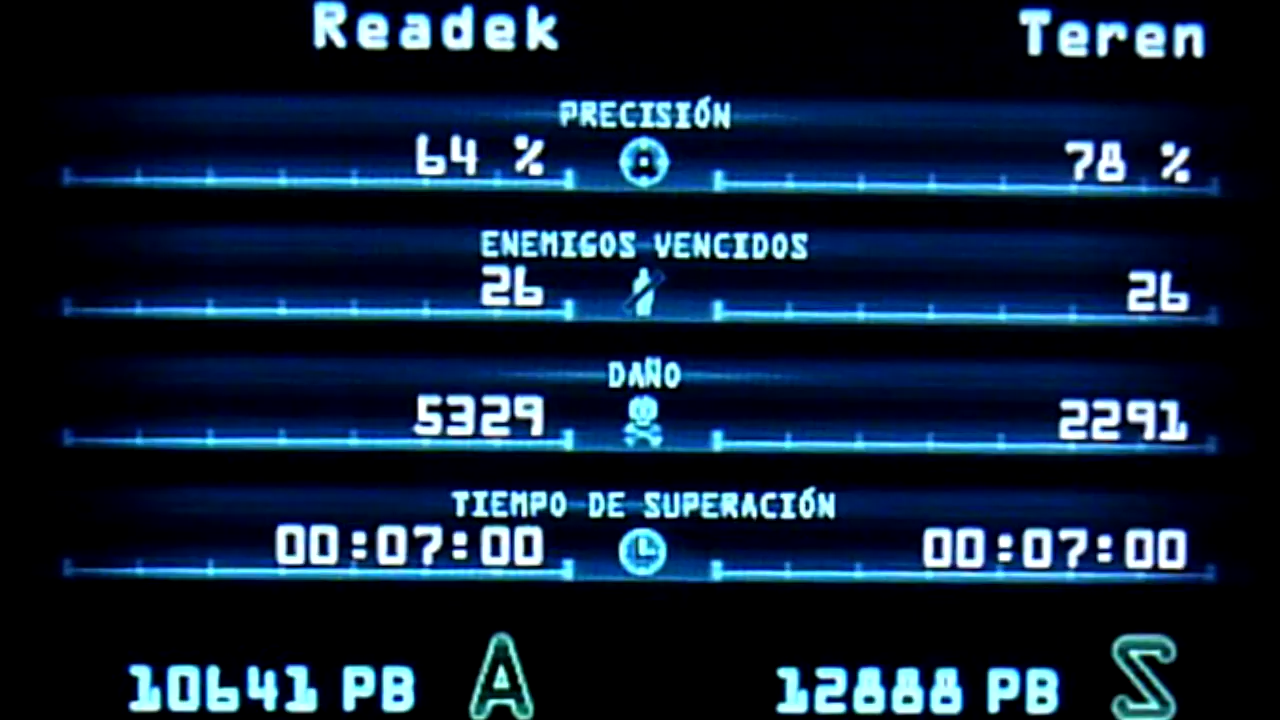 Readek Teren
PRECISIÓN
64 % 78 %
ENEMIGOS VENCIDOS
26 26
DAÑO
5329 2291
TIEMPO DE SUPERACIÓN
00:07:00 00:07:00
10641 PB A 12888 PB S